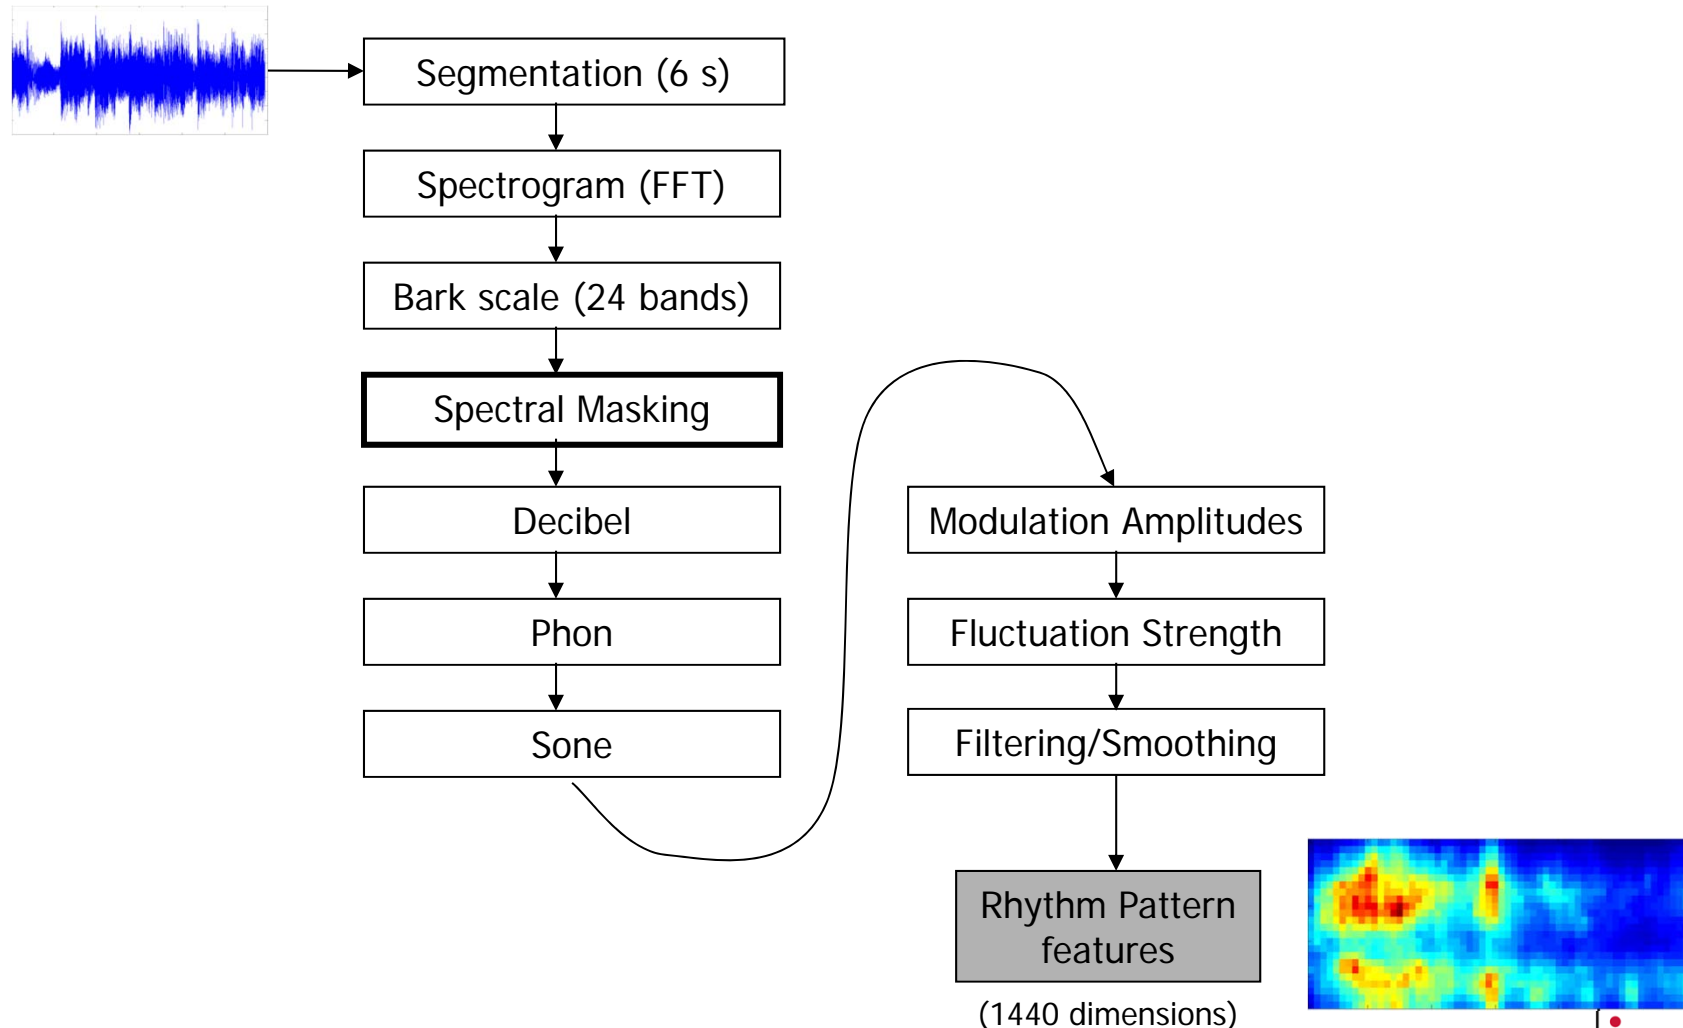 Segmentation (6 s)
Spectrogram (FFT)
Bark scale (24 bands)
Spectral Masking
Decibel
Phon
Sone
Modulation Amplitudes
Fluctuation Strength
Filtering/Smoothing
Rhythm Pattern
features
(1440 dimensions)